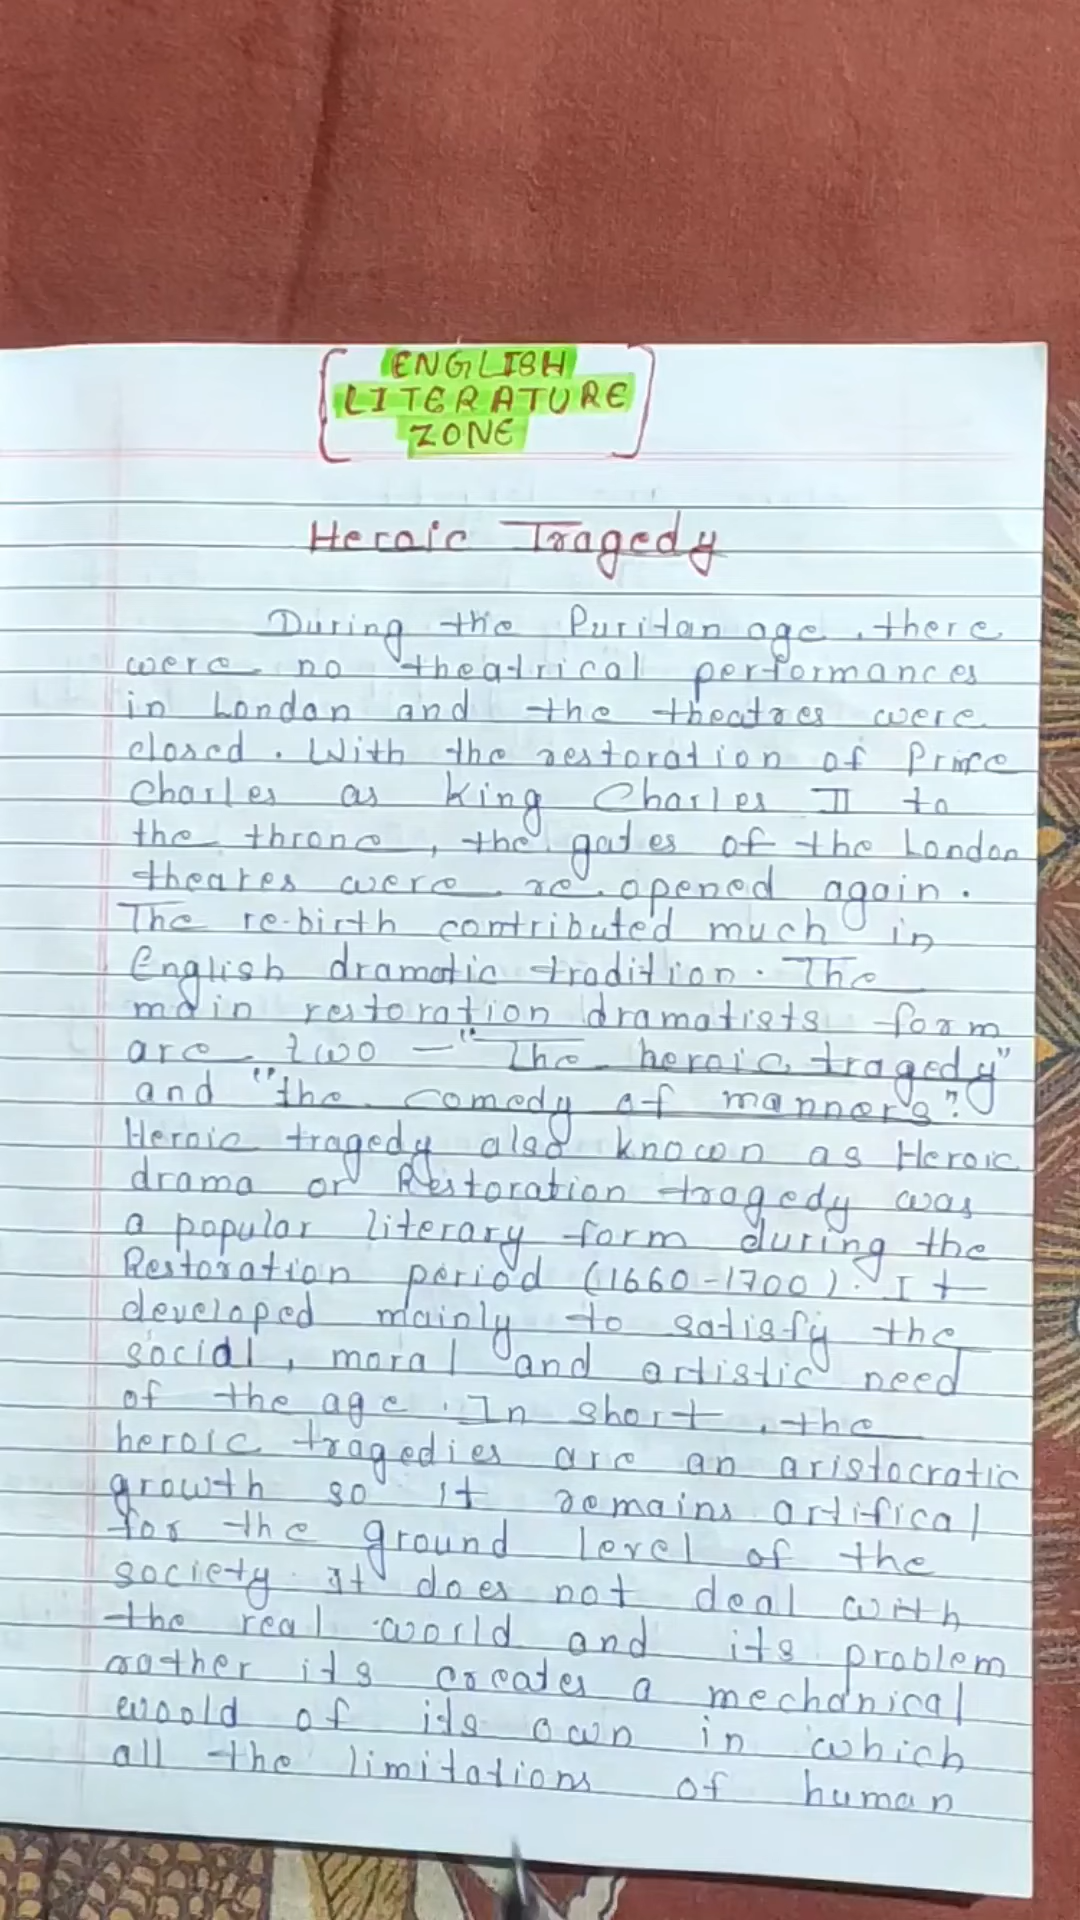 ENGLISH
LITERATURE
ZONE
Heroic Tragedy
During the Puritan age, there
were no theatrical performances
in London and the theatres were
closed. With the restoration of Prince
Charles as King Charles II to
the throne, the gates of the London
theares were re opened again.
The re-birth contributed much in
English dramatic tradition. The
main restoration dramatists form
are two – "The heroic tragedy"
and "the comedy of manners".
Heroic tragedy also known as Heroic
drama or Restoration tragedy was
a popular literary form during the
Restoration period (1660-1700). It
developed mainly to satisfy the
social, moral and artistic need
of the age. In short, the
heroic tragedies are an aristocratic
growth so it remains artifical
for the ground level of the
society. It does not deal with
the real world and its problem
rather its creates a mechanical
woold of its own in which
all the limitations of human